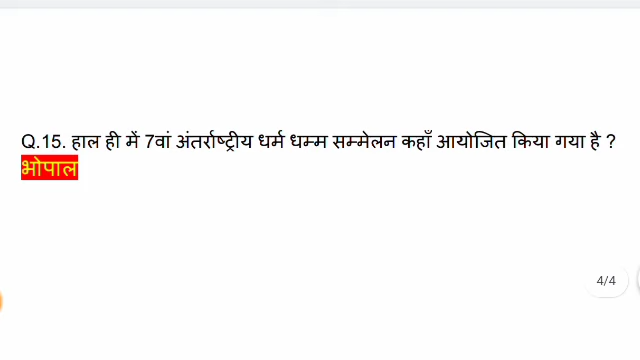 Q.15. हाल ही में 7वां अंतर्राष्ट्रीय धर्म धम्म सम्मेलन कहाँ आयोजित किया गया है ?
भोपाल
4/4